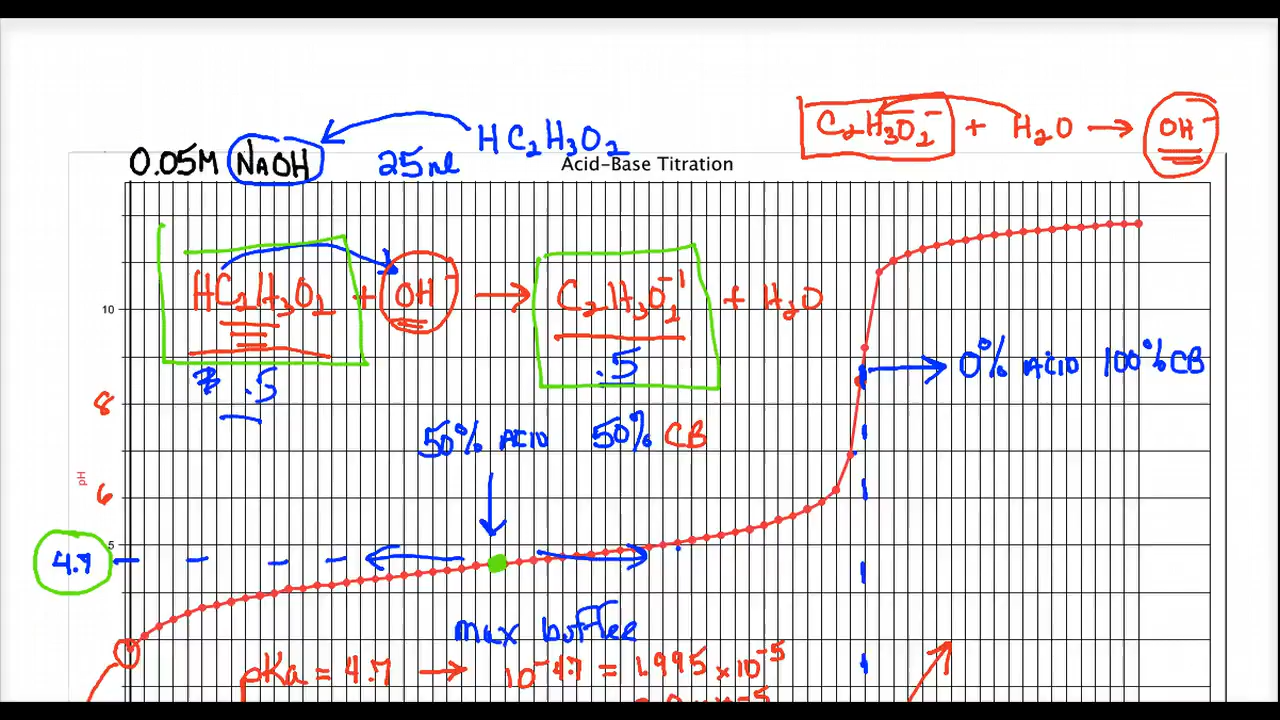 C₂H₃O₂⁻ + H₂O → OH⁻
HC₂H₃O₂
0.05M NaOH 25ml Acid-Base Titration
HC₂H₃O₂ + OH⁻ → C₂H₃O₂⁻¹ + H₂O
10
.5 .5
0% ACID 100% CB
8
50% ACID 50% CB
pH
6
5
4.7
max buffer
pKa = 4.7 → 10⁻⁴·⁷ = 1.995 x 10⁻⁵